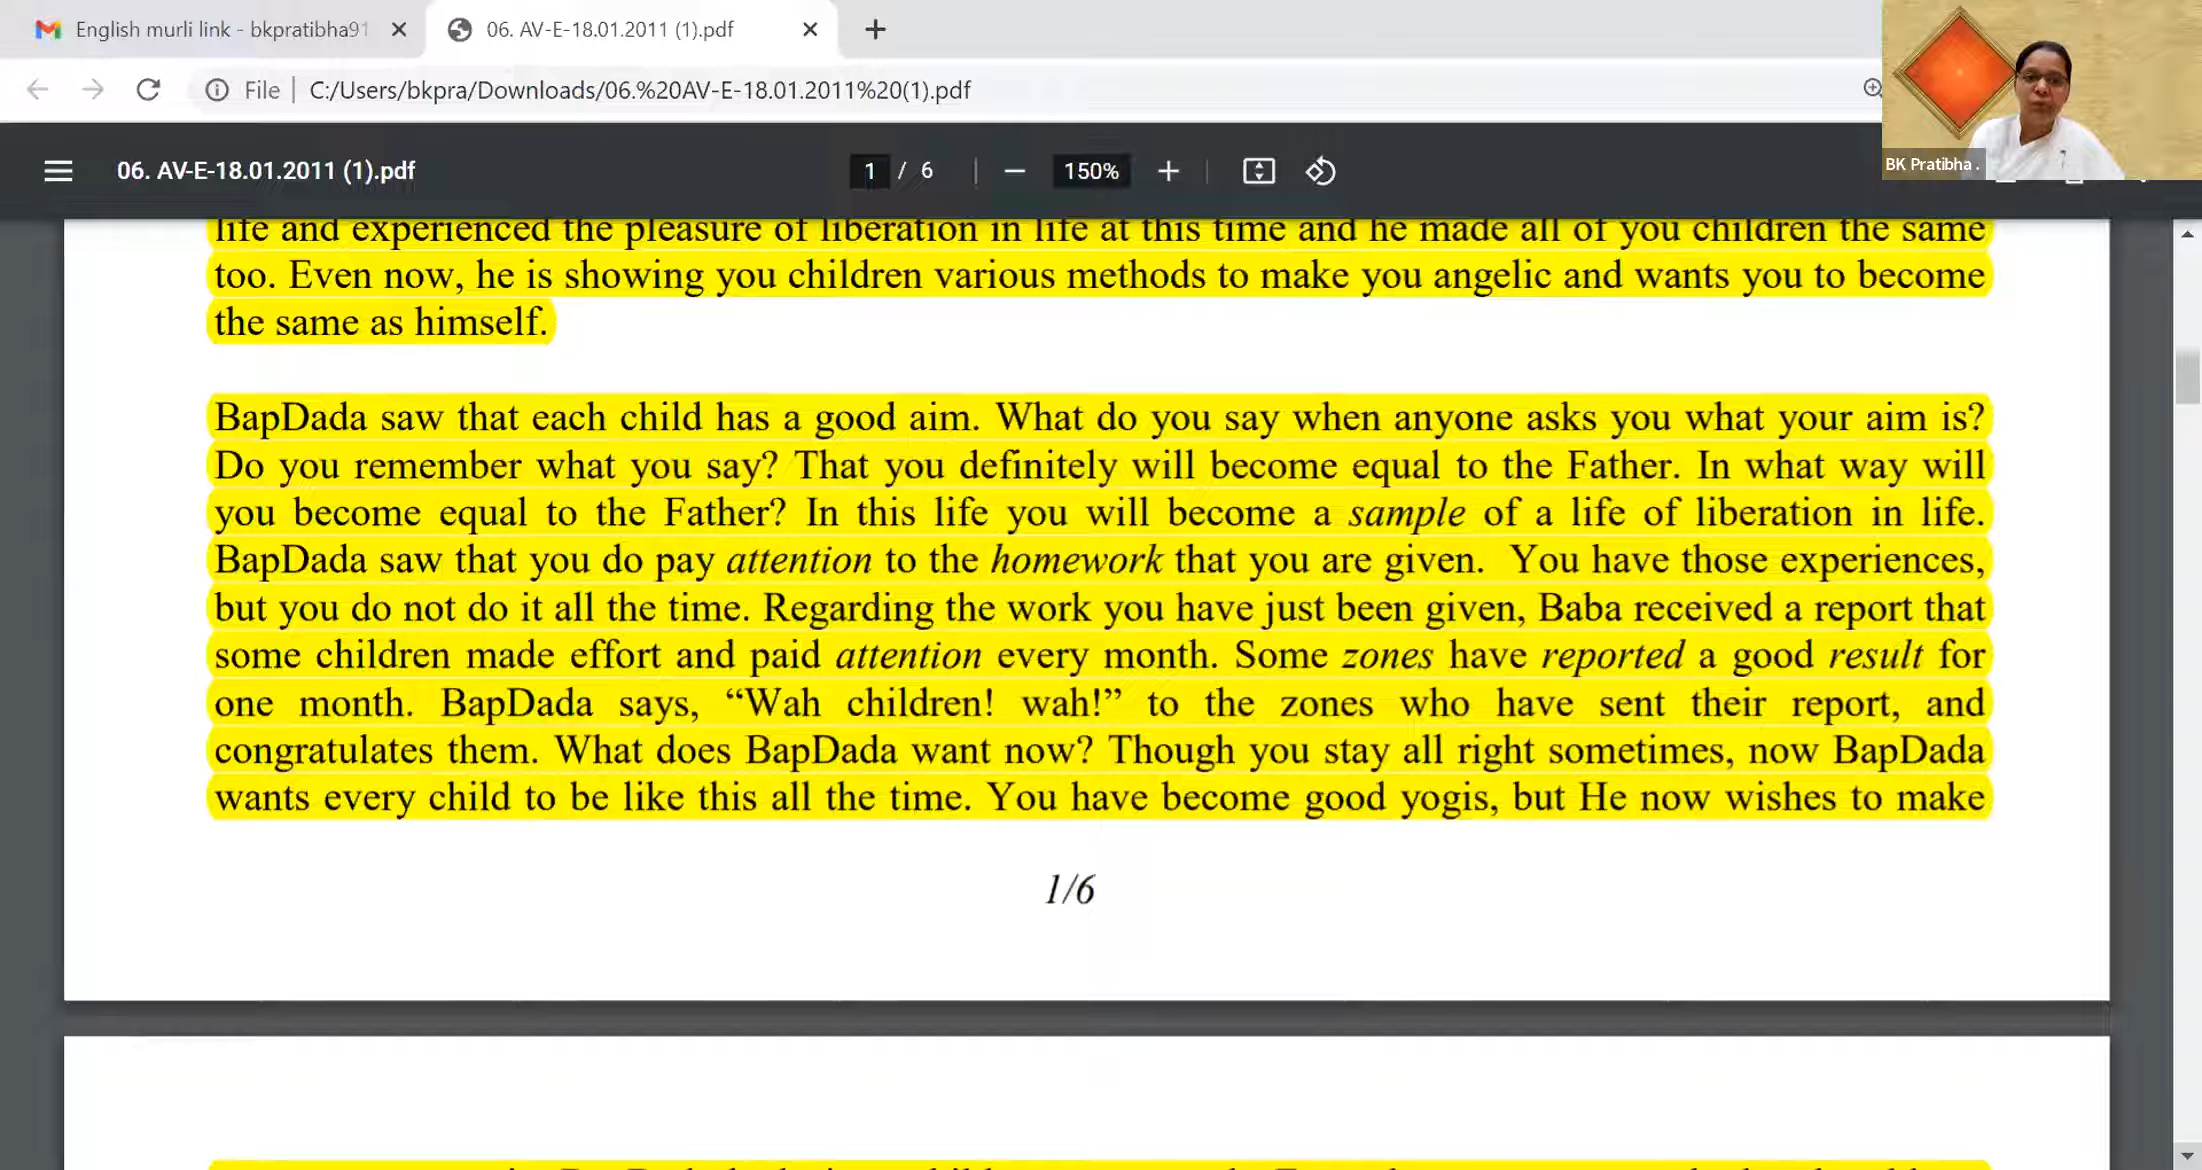 English murli link - bkpratibha91
06. AV-E-18.01.2011 (1).pdf
File
C:/Users/bkpra/Downloads/06.%20AV-E-18.01.2011%20(1).pdf
BK Pratibha .
06. AV-E-18.01.2011 (1).pdf
1 / 6
150%
life and experienced the pleasure of liberation in life at this time and he made all of you children the same
too. Even now, he is showing you children various methods to make you angelic and wants you to become
the same as himself.
BapDada saw that each child has a good aim. What do you say when anyone asks you what your aim is?
Do you remember what you say? That you definitely will become equal to the Father. In what way will
you become equal to the Father? In this life you will become a sample of a life of liberation in life.
BapDada saw that you do pay attention to the homework that you are given. You have those experiences,
but you do not do it all the time. Regarding the work you have just been given, Baba received a report that
some children made effort and paid attention every month. Some zones have reported a good result for
one month. BapDada says, “Wah children! wah!” to the zones who have sent their report, and
congratulates them. What does BapDada want now? Though you stay all right sometimes, now BapDada
wants every child to be like this all the time. You have become good yogis, but He now wishes to make
1/6